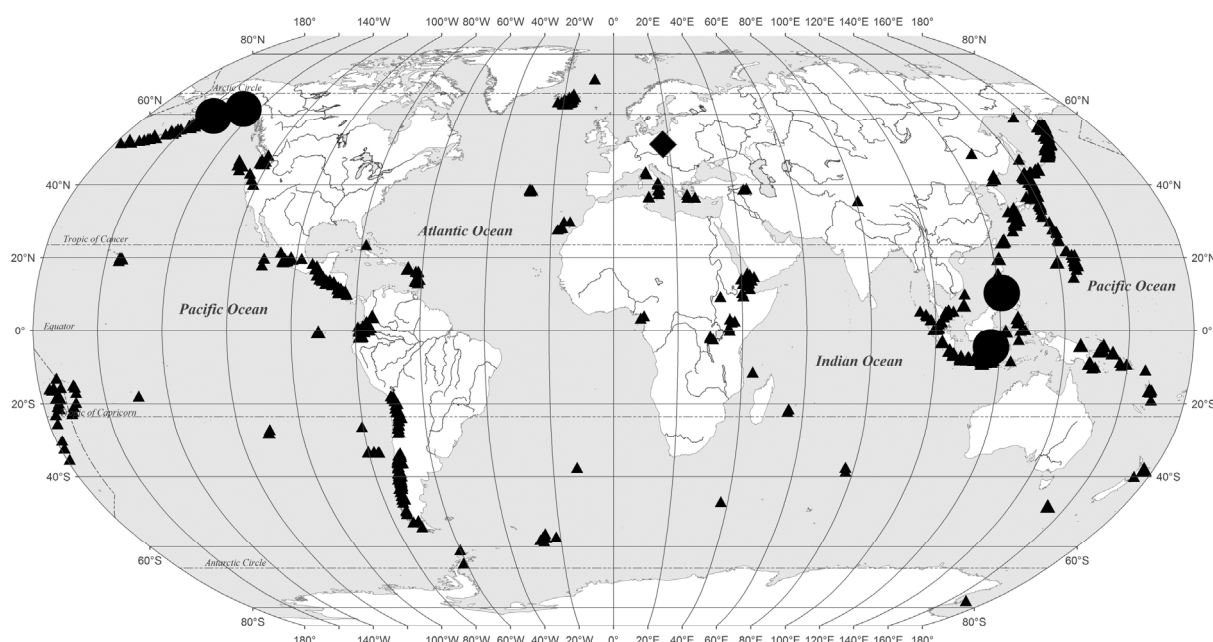 180° 140°W 120°W 100°W 80°W 60°W 40°W 20°W 0° 20°E 40°E 60°E 80°E 100°E 120°E 140°E 180°
80°N 80°N
Arctic Circle
60°N 60°N
40°N 40°N
Atlantic Ocean
Tropic of Cancer
20°N 20°N
Pacific Ocean Pacific Ocean
Equator
0° 0°
Indian Ocean
20°S 20°S
of Capricorn
40°S 40°S
60°S 60°S
Antarctic Circle
80°S 80°S
180° 140°W 100°W 80°W 60°W 40°W 20°W 0° 20°E 40°E 60°E 80°E 100°E 120°E 140°E 180°